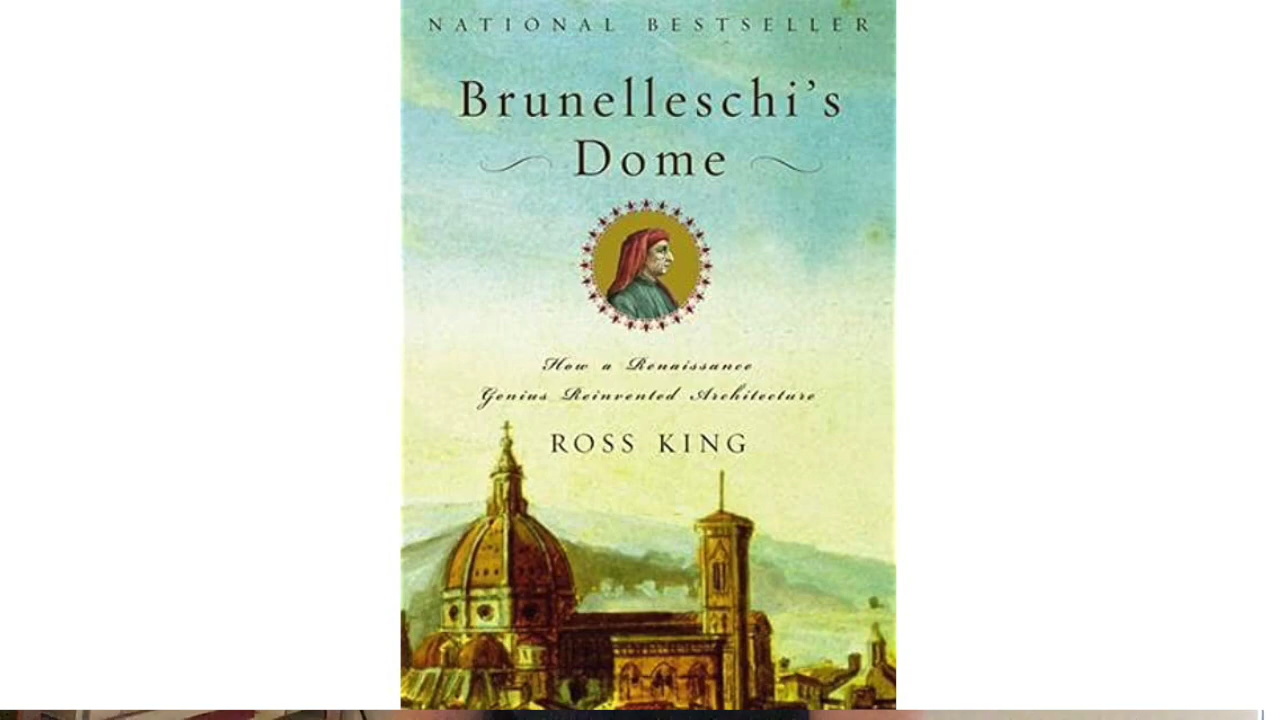 NATIONAL BESTSELLER
Brunelleschi's
Dome
How a Renaissance
Genius Reinvented Architecture
ROSS KING